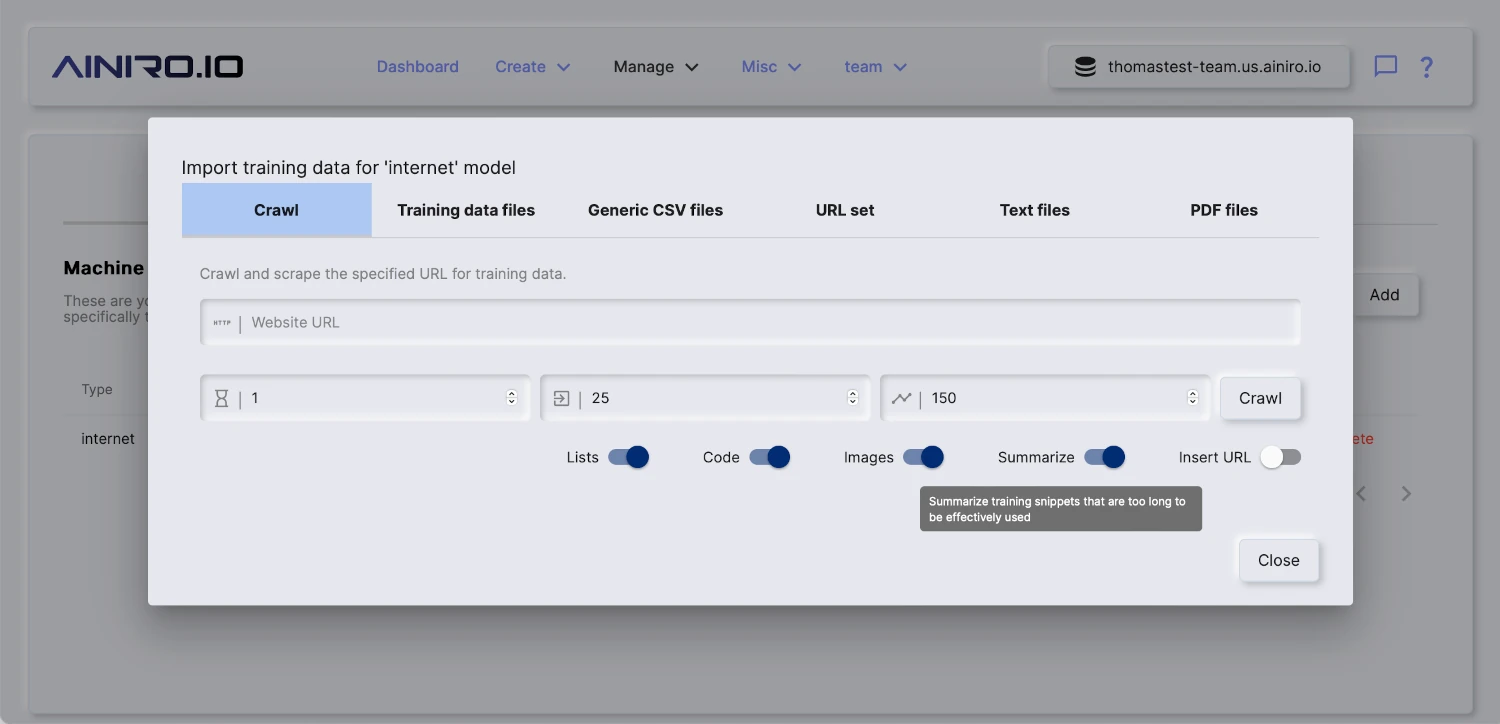 AINIRO.IO
Dashboard
Create
Manage
Misc
team
thomastest-team.us.ainiro.io
?
Import training data for 'internet' model
Crawl
Training data files
Generic CSV files
URL set
Text files
PDF files
Machine
These are
specifically
Add
Crawl and scrape the specified URL for training data.
HTTP | Website URL
Type
| 1
| 25
| 150
Crawl
internet
Lists
Code
Images
Summarize
Insert URL
Summarize training snippets that are too long to
be effectively used
Close